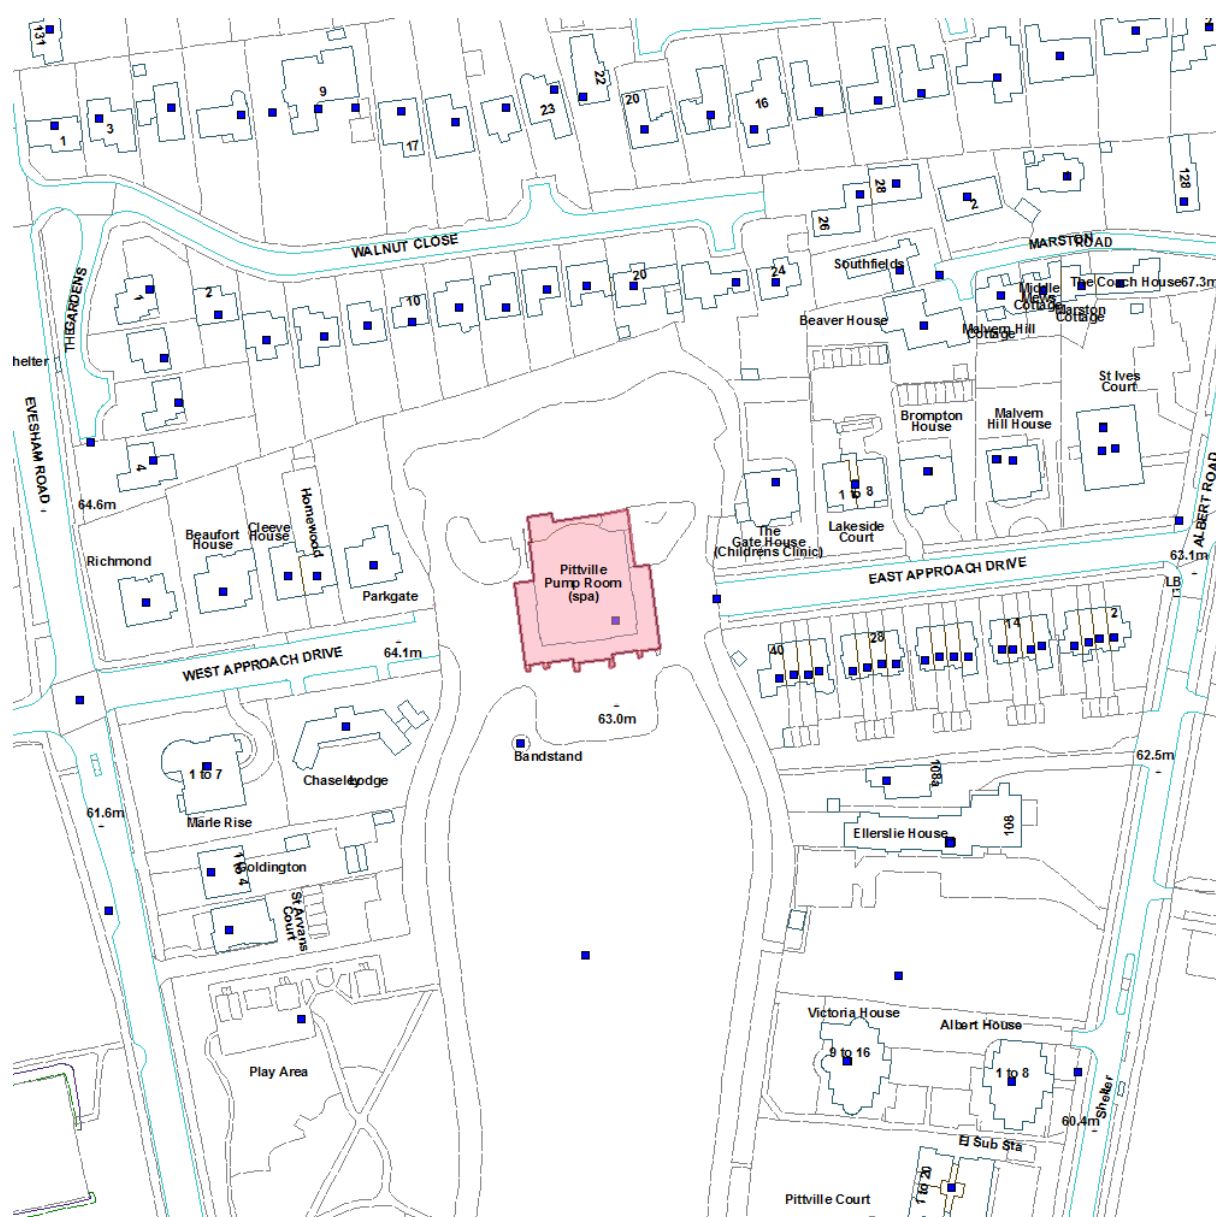 131
9
22
20
23
16
1
3
17
128
28
26
2
WALNUT CLOSE
MARSTON ROAD
Southfields
THE GARDENS
1
2
10
20
24
The Coach House
67.3m
Middle
Mews
Cottage
Marston
Cottage
Beaver House
Malvern Hill
Cottage
helter
St Ives
Court
EVESHAM ROAD
Brompton
House
Malvern
Hill House
4
64.6m
Homewood
1 to 8
ALBERT ROAD
Beaufort
House
Cleeve
House
The
Gate House
(Childrens Clinic)
Lakeside
Court
Richmond
Pittville
Pump Room
(spa)
63.1m
EAST APPROACH DRIVE
LB
Parkgate
WEST APPROACH DRIVE
64.1m
40
28
14
2
63.0m
Bandstand
62.5m
1 to 7
Chaseley Lodge
108a
61.6m
Marle Rise
Ellerslie House
108
1 to 4
Goldington
St Arvans
Court
Victoria House
Albert House
9 to 16
1 to 8
Play Area
Shelter
60.4m
El Sub Sta
1 to 20
Pittville Court